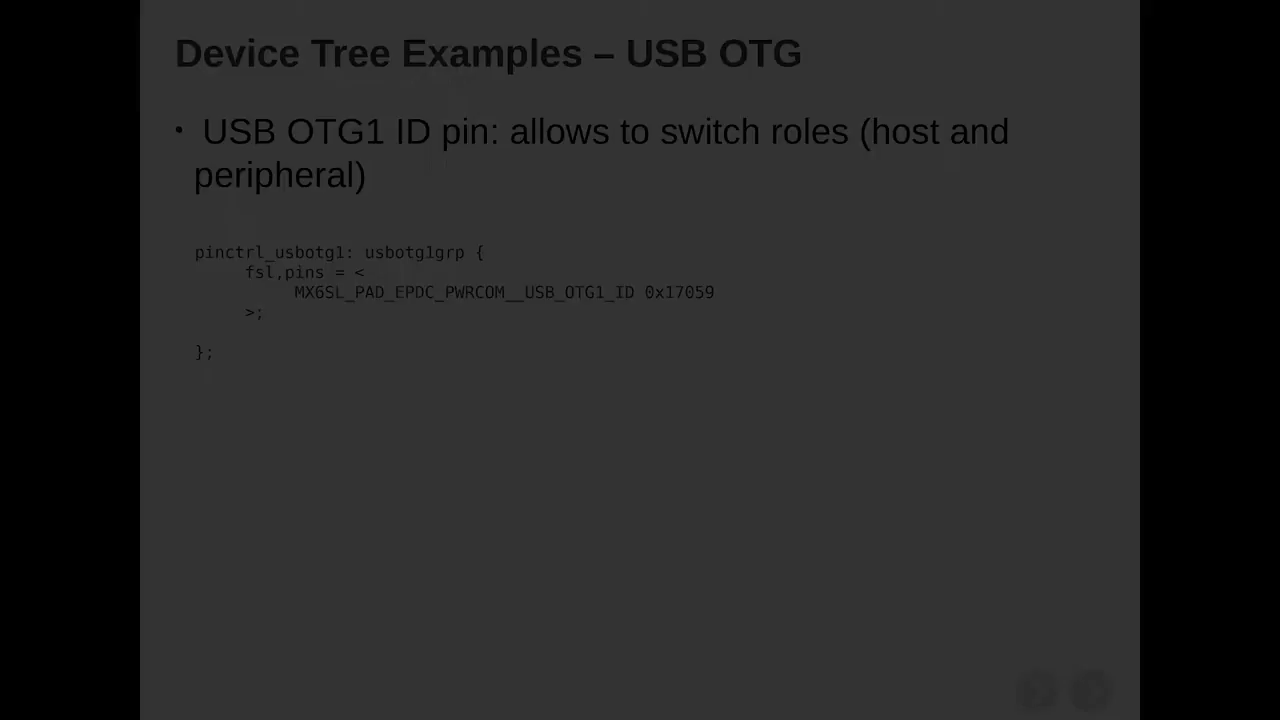 Device Tree Examples – USB OTG
• USB OTG1 ID pin: allows to switch roles (host and
peripheral)
pinctrl_usbotg1: usbotg1grp {
fsl,pins = <
MX6SL_PAD_EPDC_PWRCOM__USB_OTG1_ID 0x17059
>;
};